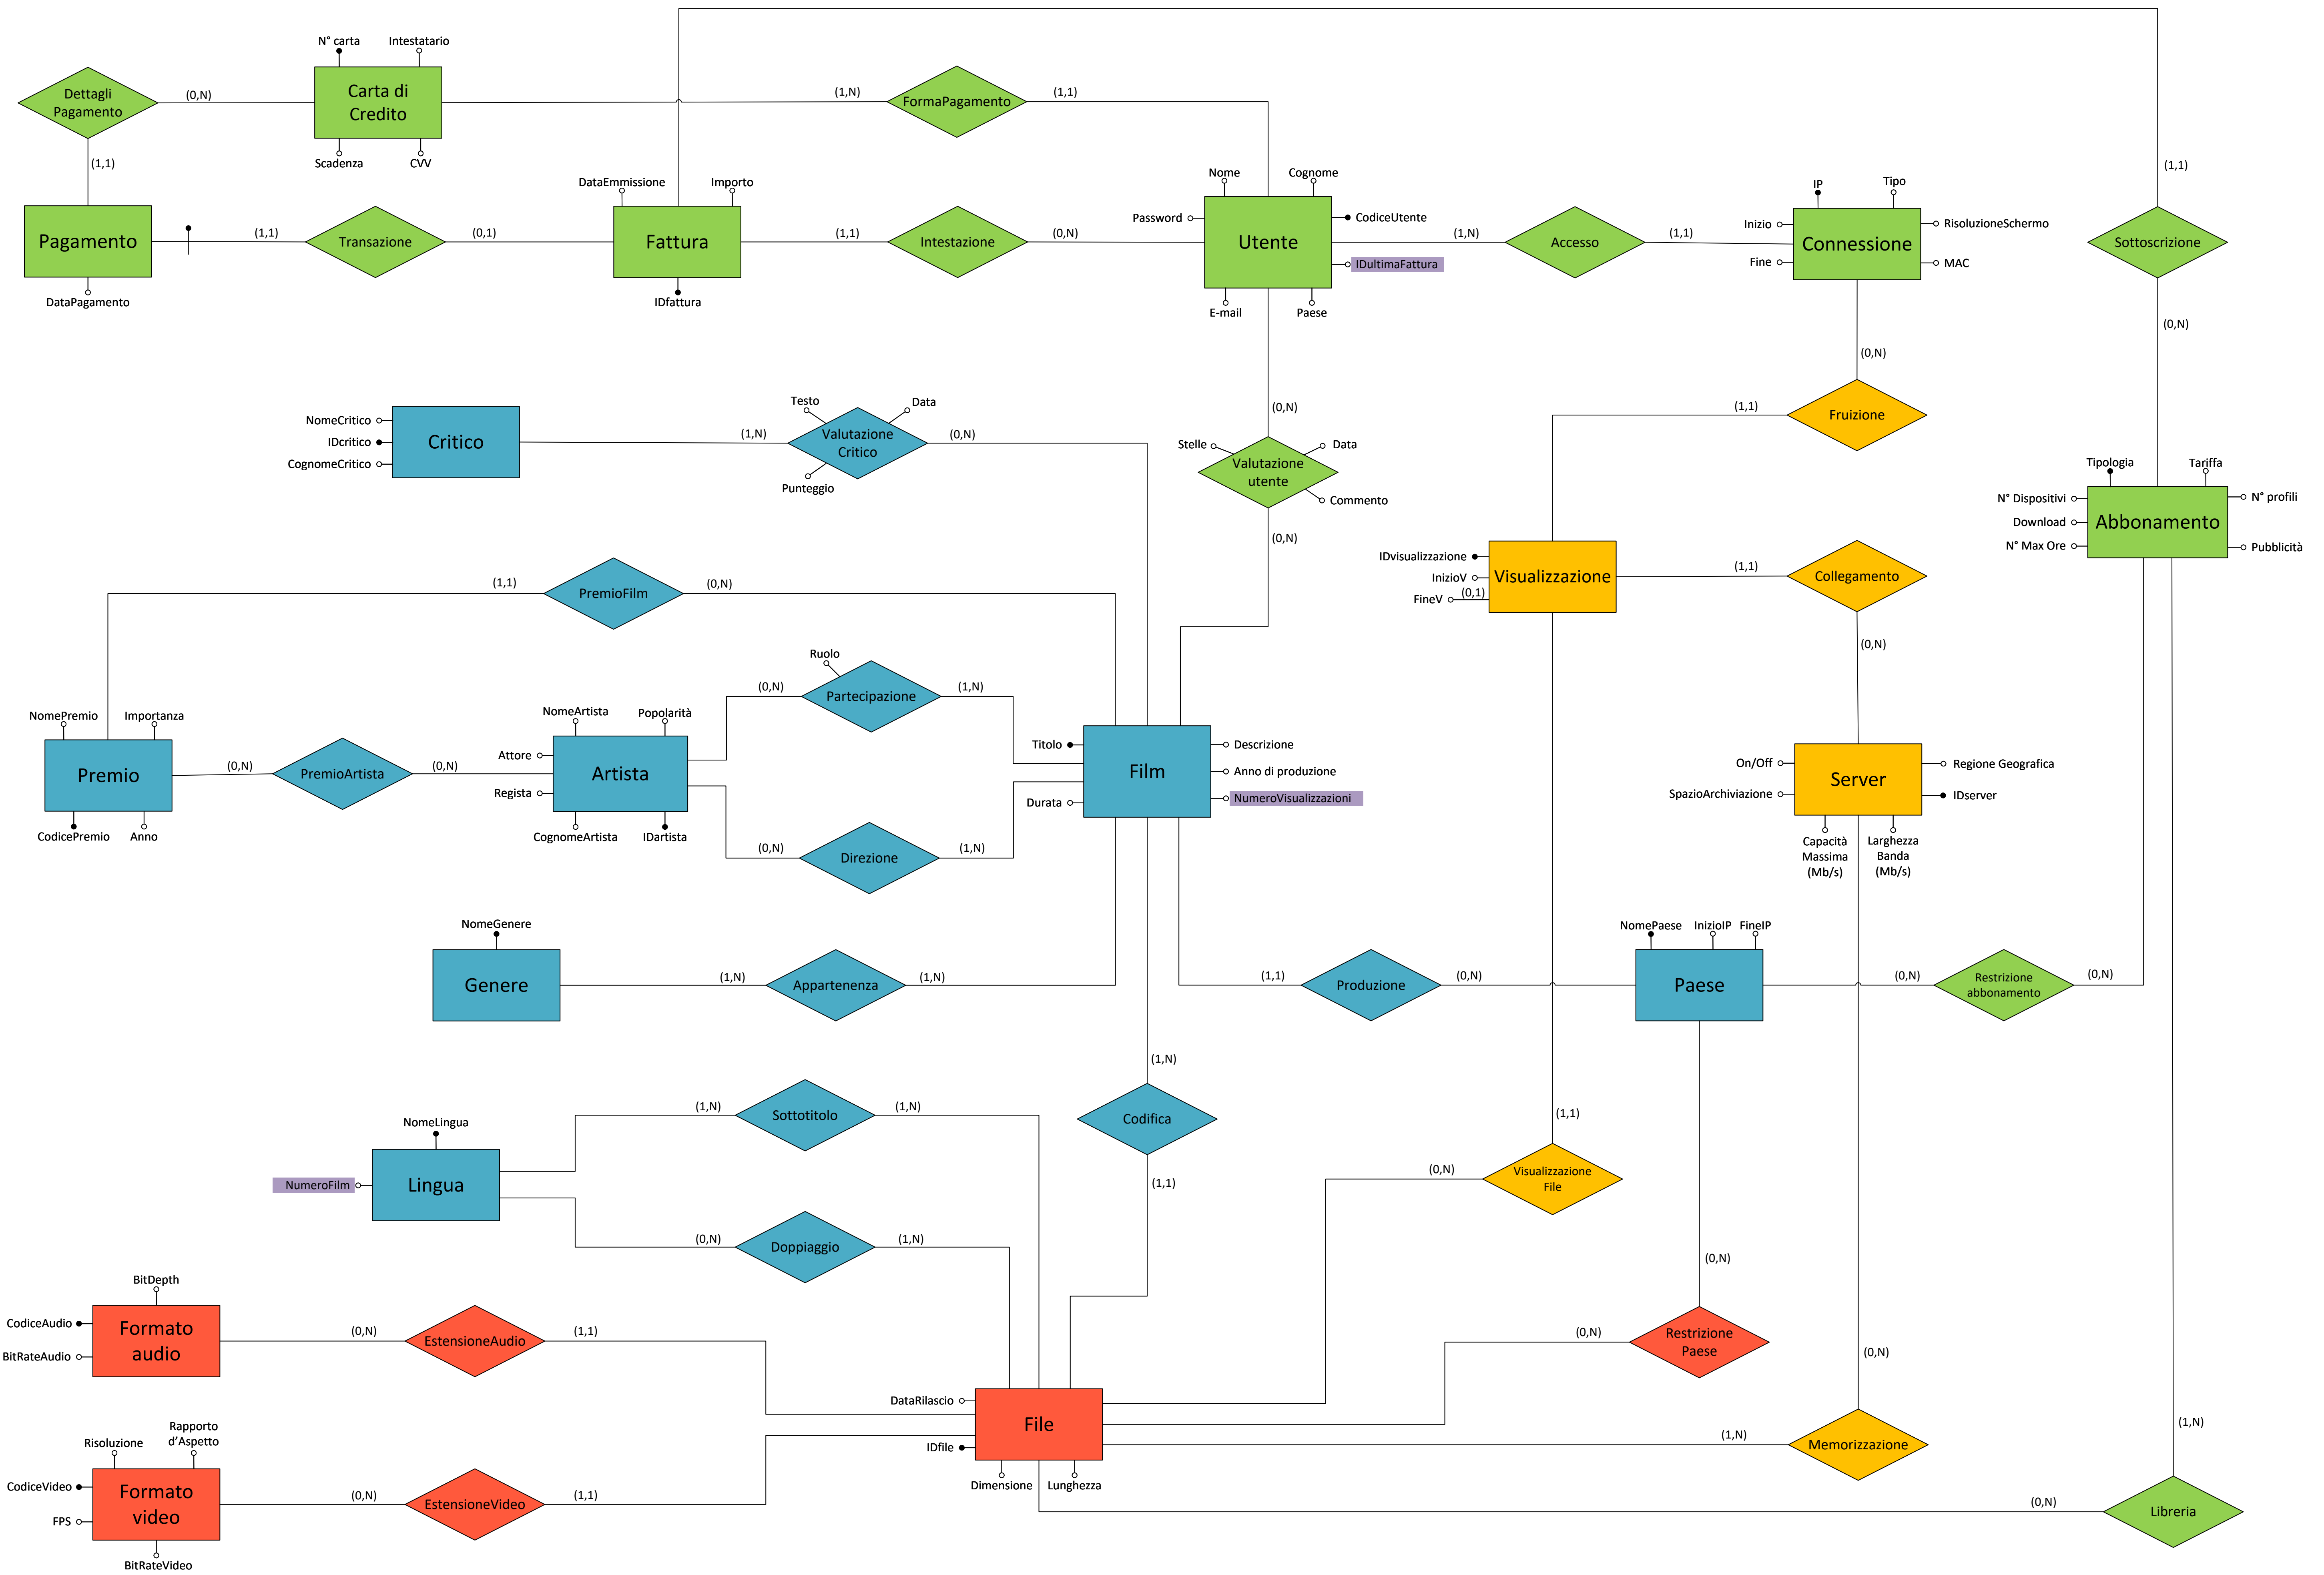 N° carta
Intestatario
Dettagli
Pagamento
(0,N)
Carta di
Credito
(1,N)
FormaPagamento
(1,1)
(1,1)
Scadenza
CVV
(1,1)
DataEmmissione
Importo
Nome
Cognome
IP
Tipo
Pagamento
(1,1)
Transazione
(0,1)
Fattura
(1,1)
Intestazione
(0,N)
Password
Utente
CodiceUtente
(1,N)
Accesso
(1,1)
Inizio
Connessione
RisoluzioneSchermo
Sottoscrizione
IDultimaFattura
Fine
MAC
DataPagamento
IDfattura
E-mail
Paese
(0,N)
(0,N)
NomeCritico
IDcritico
CognomeCritico
Critico
(1,N)
Testo
Data
Valutazione
Critico
Punteggio
(0,N)
(0,N)
(1,1)
Fruizione
Stelle
Data
Valutazione
utente
Commento
(0,N)
Tipologia
Tariffa
N° Dispositivi
N° profili
Download
Abbonamento
N° Max Ore
Pubblicità
IDvisualizzazione
InizioV
FineV
(0,1)
Visualizzazione
(1,1)
Collegamento
(0,N)
(1,1)
PremioFilm
(0,N)
Ruolo
(0,N)
Partecipazione
(1,N)
NomePremio
Importanza
Premio
CodicePremio
Anno
(0,N)
PremioArtista
(0,N)
NomeArtista
Popolarità
Attore
Artista
Regista
CognomeArtista
IDartista
(0,N)
Direzione
(1,N)
Titolo
Film
Durata
Descrizione
Anno di produzione
NumeroVisualizzazioni
On/Off
Server
Regione Geografica
SpazioArchiviazione
IDserver
Capacità
Massima
(Mb/s)
Larghezza
Banda
(Mb/s)
NomeGenere
Genere
(1,N)
Appartenenza
(1,N)
(1,1)
Produzione
(0,N)
NomePaese
InizioIP
FineIP
Paese
(0,N)
Restrizione
abbonamento
(0,N)
(1,N)
Codifica
(1,1)
NomeLingua
NumeroFilm
Lingua
(1,N)
Sottotitolo
(1,N)
(0,N)
Doppiaggio
(1,N)
(1,1)
(0,N)
Visualizzazione
File
(0,N)
(0,N)
Restrizione
Paese
(0,N)
BitDepth
CodiceAudio
BitRateAudio
Formato
audio
(0,N)
EstensioneAudio
(1,1)
DataRilascio
File
IDfile
Dimensione
Lunghezza
(1,N)
Memorizzazione
(1,N)
Risoluzione
Rapporto
d’Aspetto
CodiceVideo
FPS
Formato
video
BitRateVideo
(0,N)
EstensioneVideo
(1,1)
(0,N)
Libreria